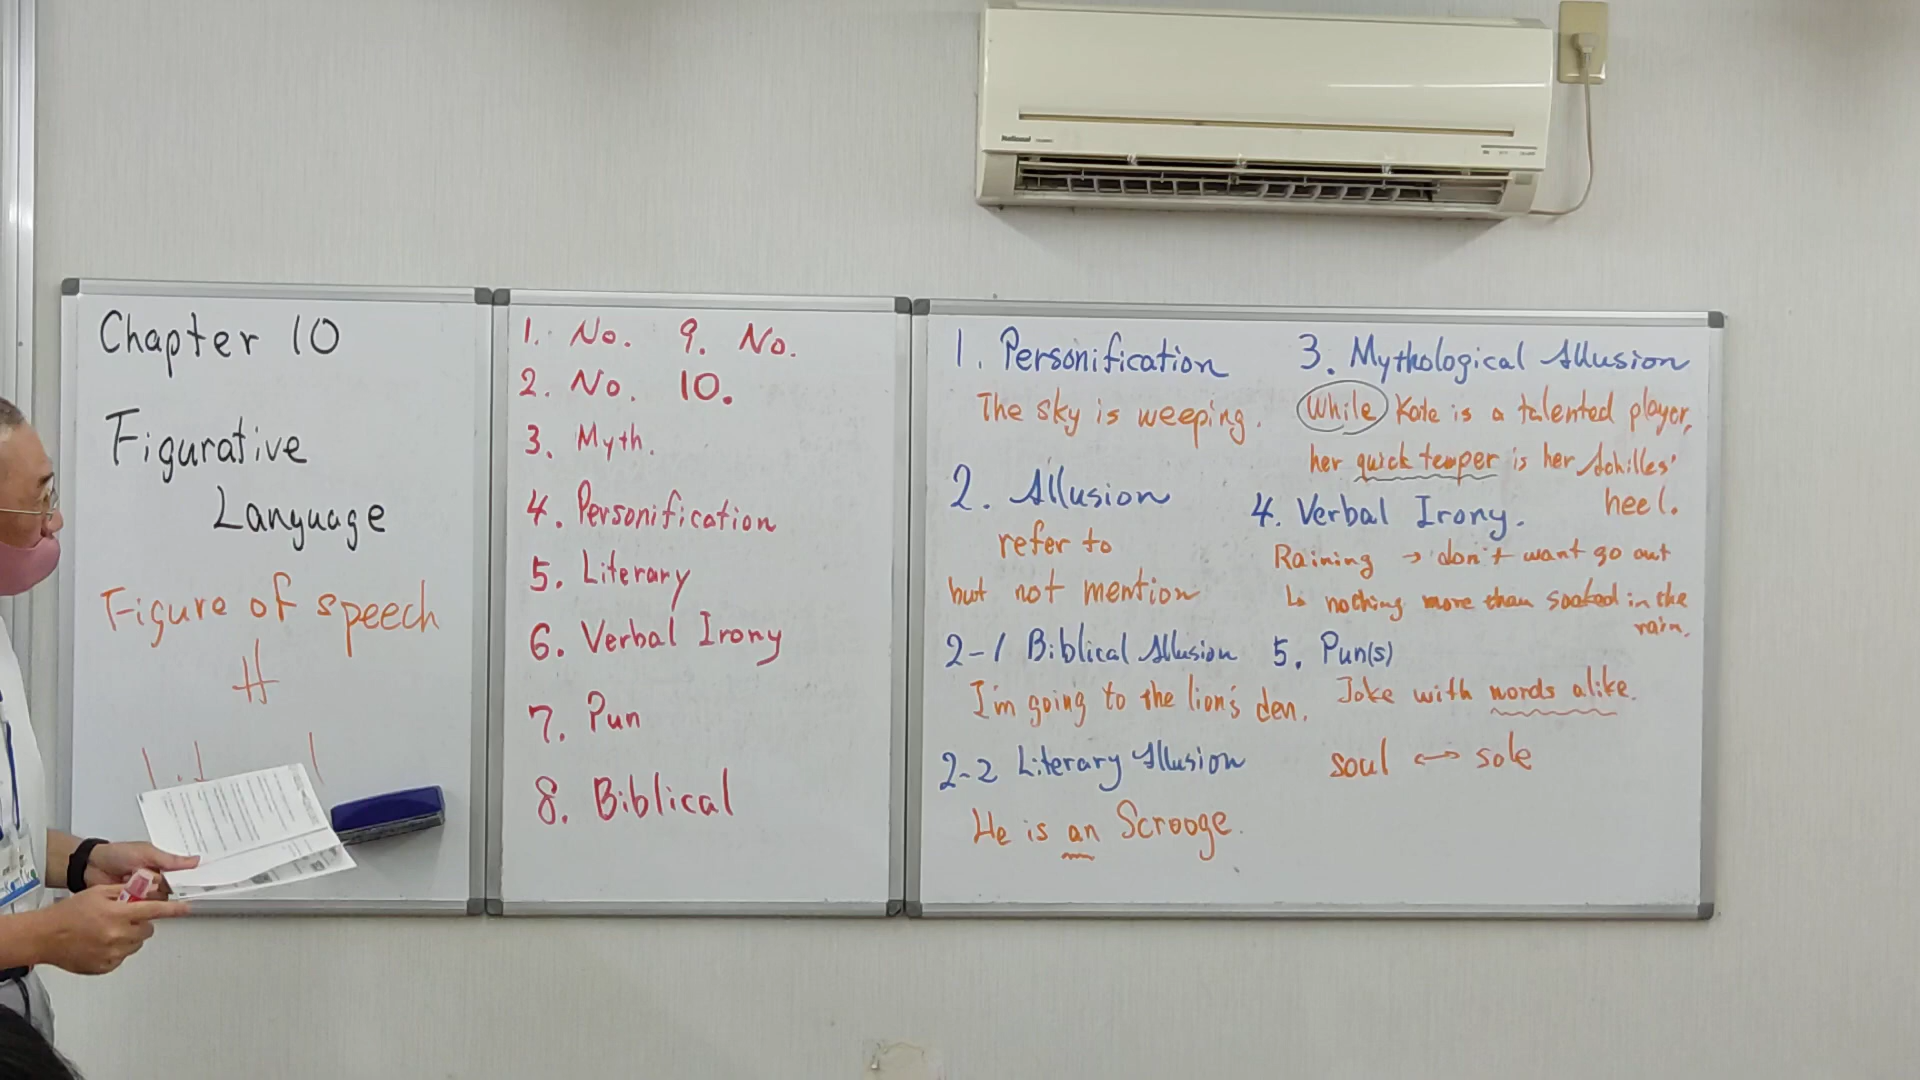 Chapter 10
Figurative
Language
Figure of speech
1. No. 9. No.
2. No. 10.
3. Myth.
4. Personification
5. Literary
6. Verbal Irony
7. Pun
8. Biblical
1. Personification
The sky is weeping.
2. Allusion
refer to
but not mention
2-1 Biblical Allusion
I'm going to the lion's den.
2-2 Literary Allusion
He is an Scrooge.
3. Mythological Allusion
While Kate is a talented player,
her quick temper is her Achilles'
heel.
4. Verbal Irony.
Raining → don't want go out
↳ nothing more than soaked in the
rain.
5. Pun(s)
Joke with words alike.
soul ↔ sole
National